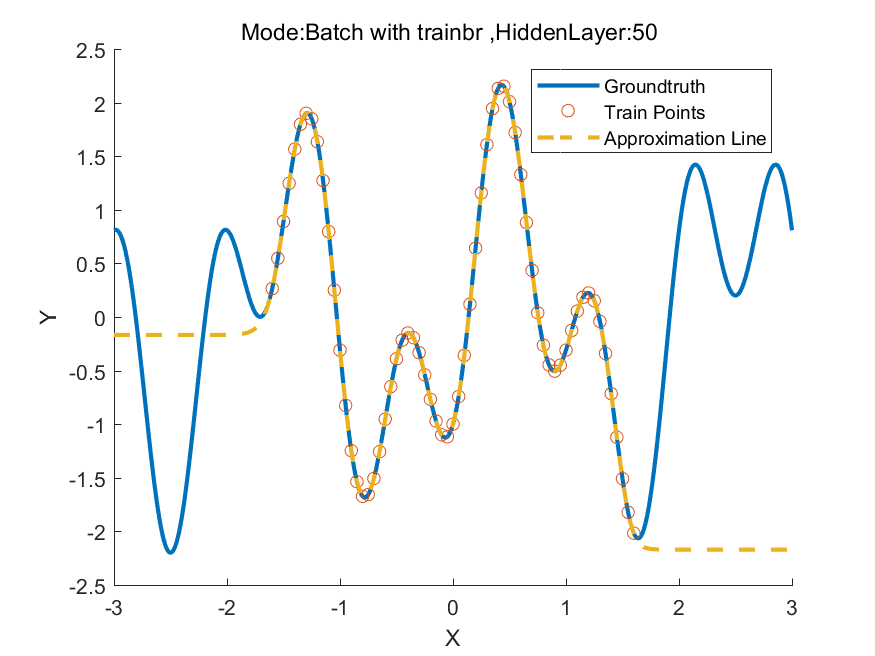 Mode:Batch with trainbr ,HiddenLayer:50
Groundtruth
Train Points
Approximation Line
2.5
2
1.5
1
0.5
0
-0.5
-1
-1.5
-2
-2.5
Y
-3 -2 -1 0 1 2 3
X